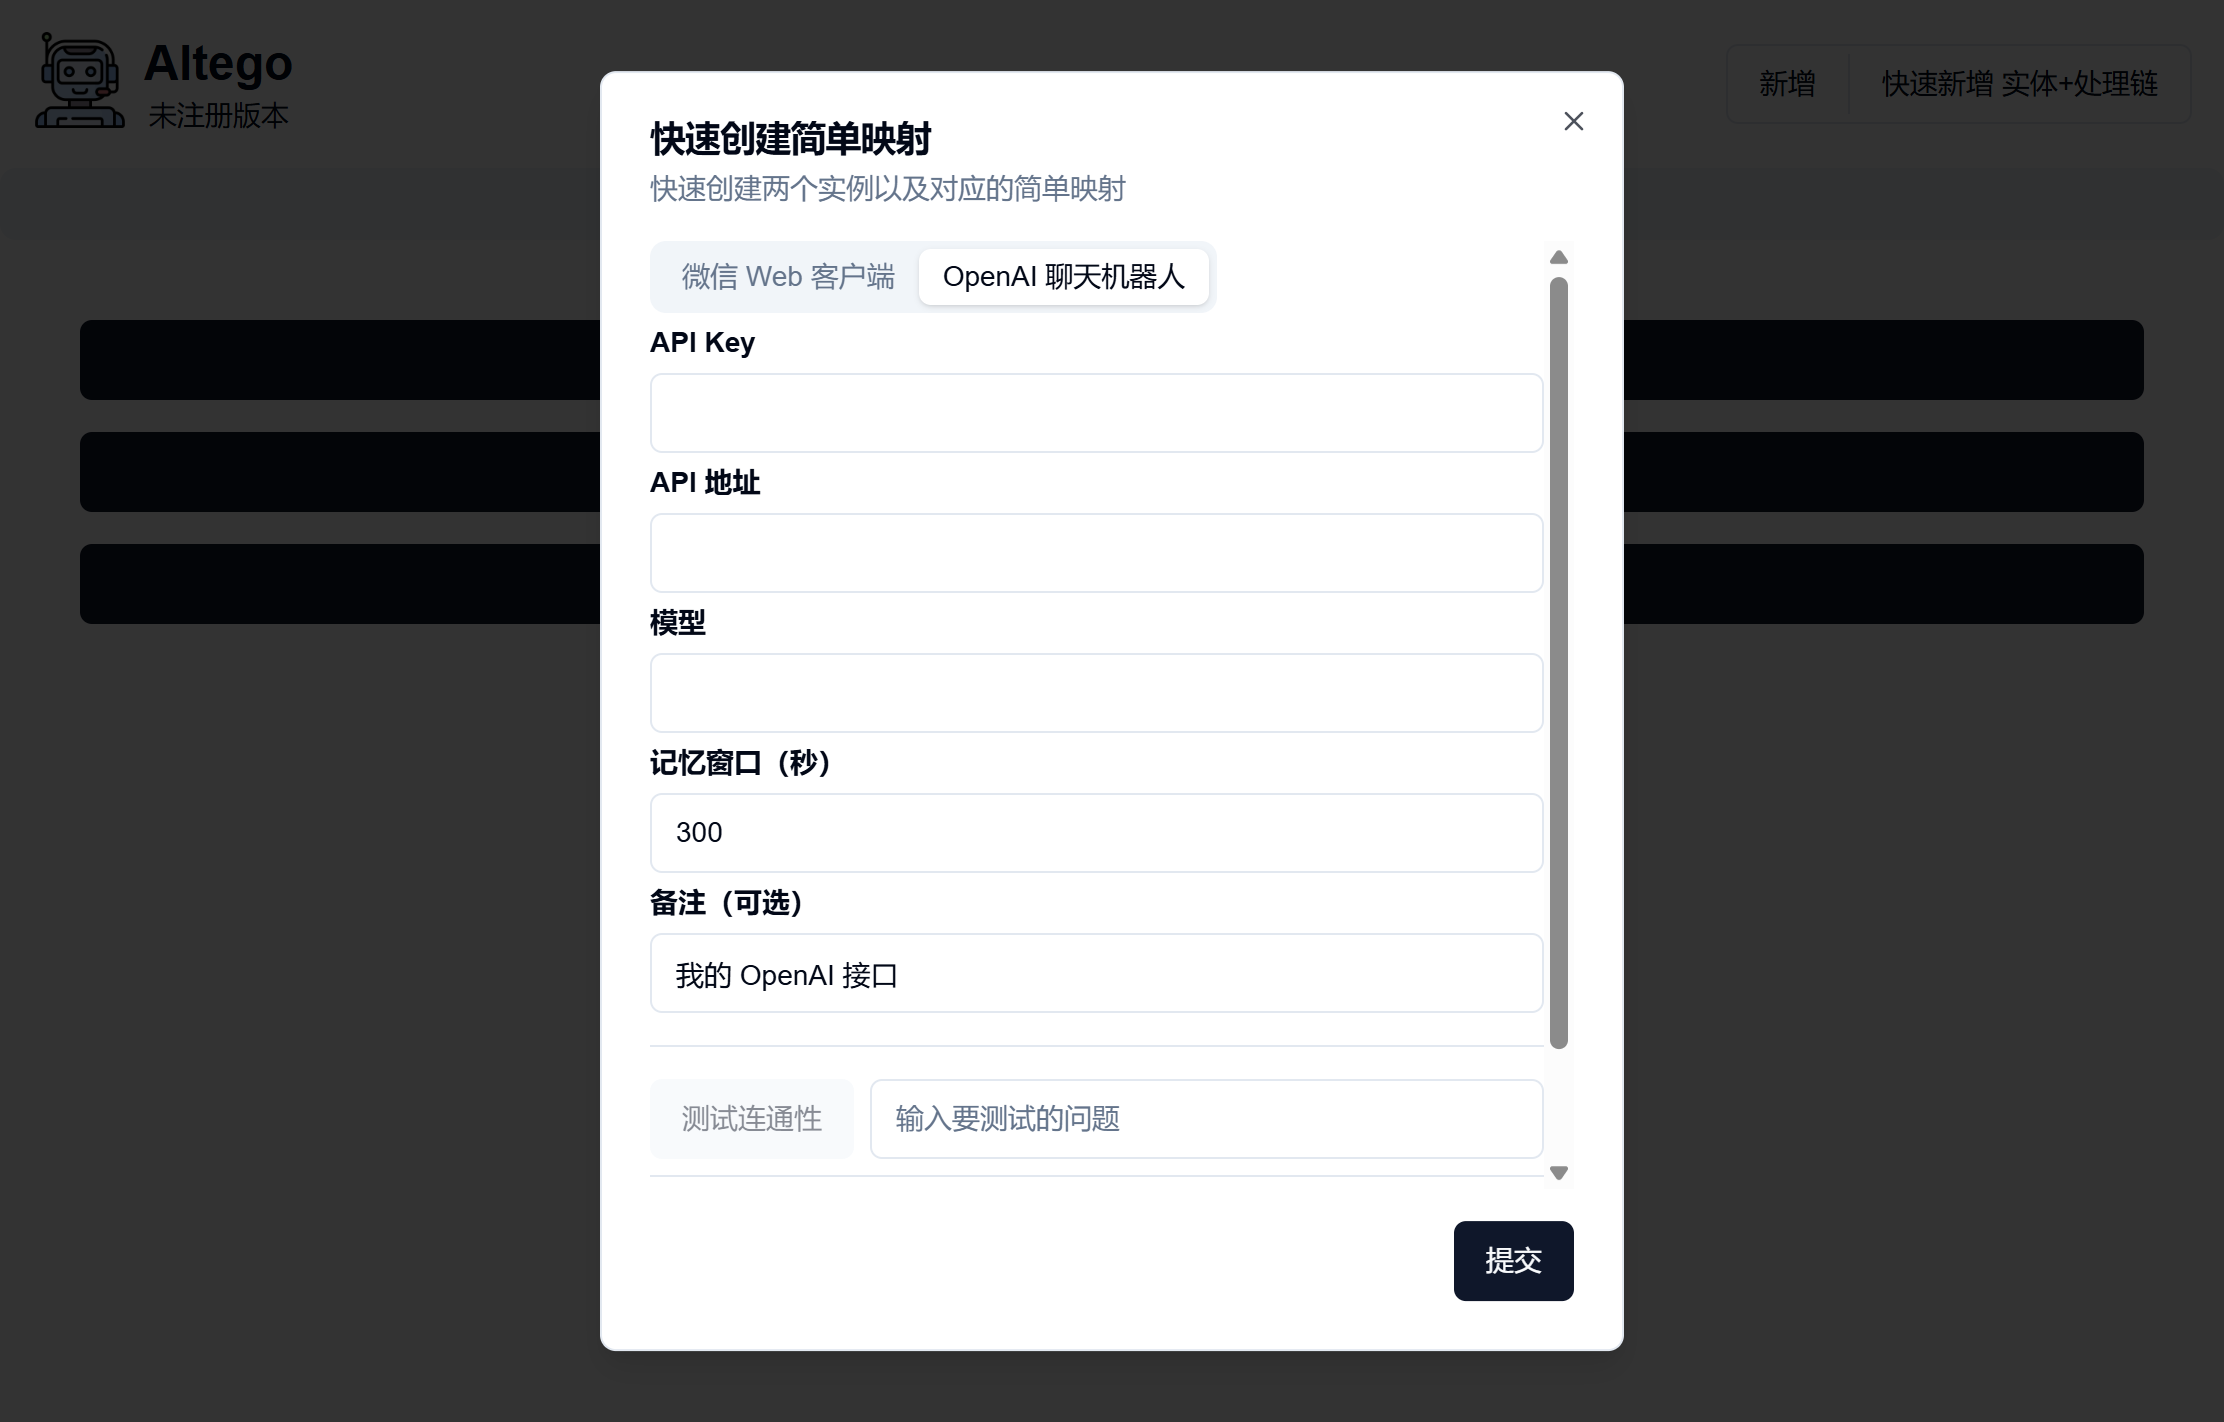 Altego
未注册版本
新增
快速新增 实体+处理链
快速创建简单映射
快速创建两个实例以及对应的简单映射
微信 Web 客户端
OpenAI 聊天机器人
API Key
API 地址
模型
记忆窗口（秒）
300
备注（可选）
我的 OpenAI 接口
测试连通性
输入要测试的问题
提交